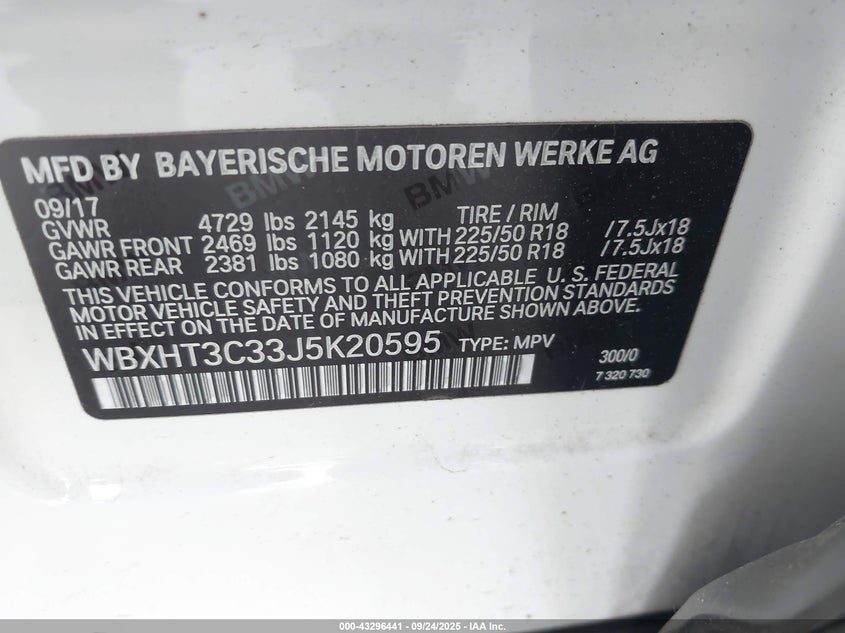 MFD BY BAYERISCHE MOTOREN WERKE AG
09/17 TIRE / RIM
GVWR 4729 lbs 2145 kg
GAWR FRONT 2469 lbs 1120 kg WITH 225/50 R18 /7.5Jx18
GAWR REAR 2381 lbs 1080 kg WITH 225/50 R18 /7.5Jx18
THIS VEHICLE CONFORMS TO ALL APPLICABLE U. S. FEDERAL
MOTOR VEHICLE SAFETY AND THEFT PREVENTION STANDARDS
IN EFFECT ON THE DATE OF MANUFACTURE SHOWN ABOVE.
WBXHT3C33J5K20595 TYPE: MPV 300/0
7 320 730
000-43296441 - 09/24/2025 - IAA Inc.